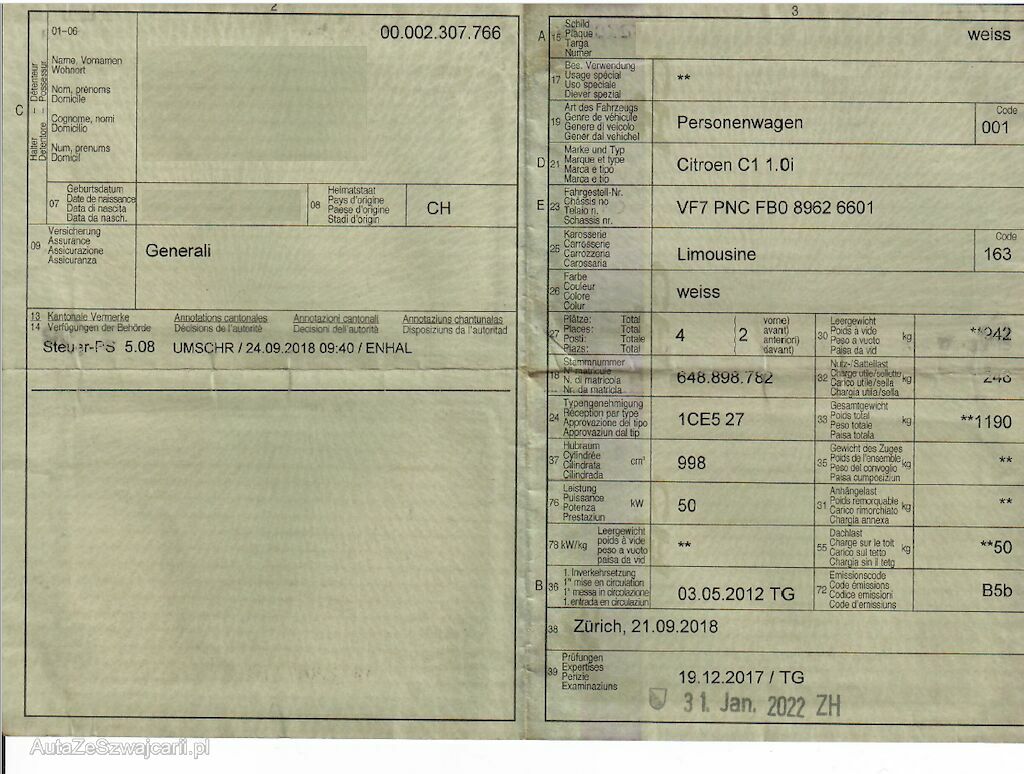 2
01–06
00.002.307.766
C
Halter – Détenteur
Detentore – Possessur
Name, Vornamen
Wohnort
Nom, prénoms
Domicile
Cognome, nomi
Domicilio
Num, prenums
Domicil
07
Geburtsdatum
Date de naissance
Data di nascita
Data da nasch.
08
Heimatstaat
Pays d'origine
Paese d'origine
Stadi d'origin
CH
09
Versicherung
Assurance
Assicurazione
Assicuranza
Generali
13 Kantonale Vermerke Annotations cantonales Annotazioni cantonali Annotaziuns chantunalas
14 Verfügungen der Behörde Décisions de l'autorité Decisioni dell'autorità Disposiziuns da l'autoritad
Steuer-PS 5.08 UMSCHR / 24.09.2018 09:40 / ENHAL
3
A 15
Schild
Plaque
Targa
Numer
weiss
17
Bes. Verwendung
Usage spécial
Uso speciale
Diever spezial
**
19
Art des Fahrzeugs
Genre de véhicule
Genere di veicolo
Gener dal vehichel
Personenwagen
Code
001
D 21
Marke und Typ
Marque et type
Marca e tipo
Marca e tip
Citroen C1 1.0i
E 23
Fahrgestell-Nr.
Châssis no
Telaio n.
Schassis nr.
VF7 PNC FB0 8962 6601
25
Karosserie
Carrosserie
Carrozzeria
Carossaria
Limousine
Code
163
26
Farbe
Couleur
Colore
Colur
weiss
27
Plätze: Total
Places: Total
Posti: Totale
Plazs: Total
4
(2
vorne)
avant)
anteriori)
davant)
30
Leergewicht
Poids à vide
Peso a vuoto
Paisa da vid
kg
**942
18
Stammnummer
N° matricule
N. di matricola
Nr. da matricla
648.898.782
32
Nutz-/Sattellast
Charge utile/sellette
Carico utile/sella
Chargia utila/sella
kg
248
24
Typengenehmigung
Réception par type
Approvazione del tipo
Approvaziun dal tip
1CE5 27
33
Gesamtgewicht
Poids total
Peso totale
Paisa totala
kg
**1190
37
Hubraum
Cylindrée
Cilindrata
Cilindrada
cm³
998
35
Gewicht des Zuges
Poids de l'ensemble
Peso del convoglio
Paisa cumposiziun
kg
**
76
Leistung
Puissance
Potenza
Prestaziun
kW
50
31
Anhängelast
Poids remorquable
Carico rimorchiato
Chargia annexa
kg
**
78 kW/kg
Leergewicht
poids à vide
peso a vuoto
paisa da vid
**
55
Dachlast
Charge sur le toit
Carico sul tetto
Chargia sin il tetg
kg
**50
B 36
1. Inverkehrsetzung
1re mise en circulation
1a messa in circolazione
1. entrada en circulaziun
03.05.2012 TG
72
Emissionscode
Code émissions
Codice emissioni
Code d'emissiuns
B5b
38
Zürich, 21.09.2018
39
Prüfungen
Expertises
Perizie
Examinaziuns
19.12.2017 / TG
31. Jan. 2022 ZH
AutaZeSzwajcarii.pl